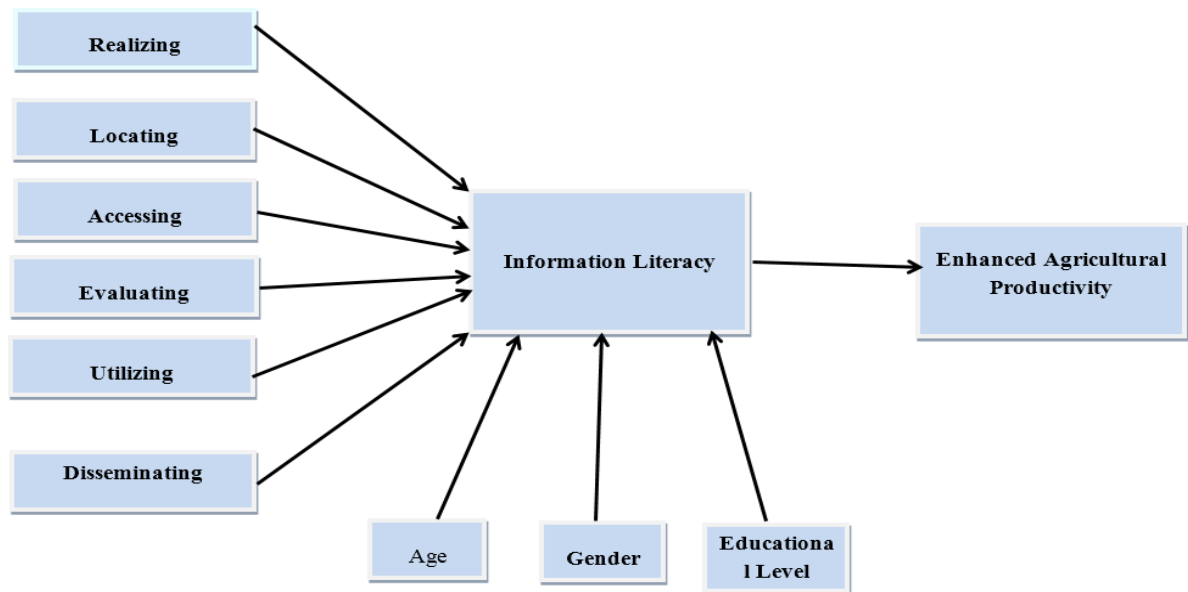 Realizing
Locating
Accessing
Evaluating
Utilizing
Disseminating
Information Literacy
Enhanced Agricultural
Productivity
Age
Gender
Educationa
l Level